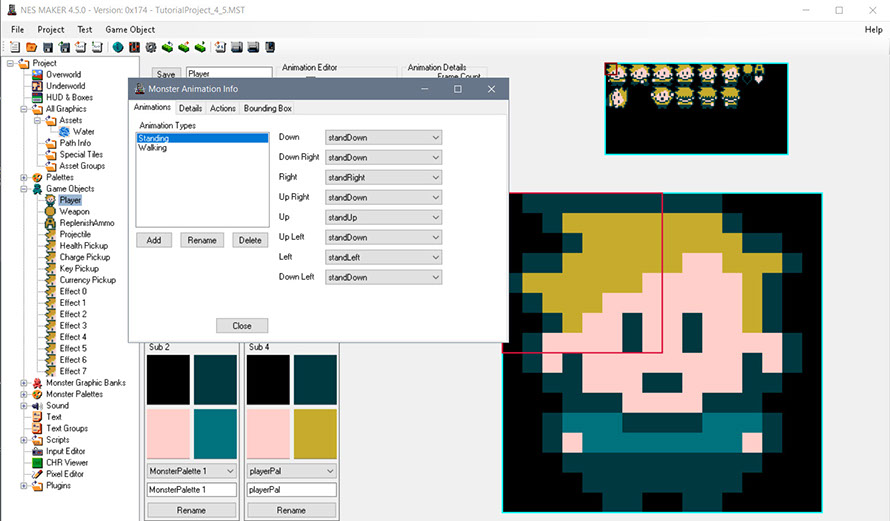 NES MAKER 4.5.0 - Version: 0x174 - TutorialProject_4_5.MST
File Project Test Game Object Help
Project
Overworld
Underworld
HUD & Boxes
All Graphics
Assets
Water
Path Info
Special Tiles
Asset Groups
Palettes
Game Objects
Player
Weapon
ReplenishAmmo
Projectile
Health Pickup
Charge Pickup
Key Pickup
Currency Pickup
Effect 0
Effect 1
Effect 2
Effect 3
Effect 4
Effect 5
Effect 6
Effect 7
Monster Graphic Banks
Monster Palettes
Sound
Text
Text Groups
Scripts
Input Editor
CHR Viewer
Pixel Editor
Plugins
Save Player Animation Editor Animation Details
Frame Count
Monster Animation Info
Animations Details Actions Bounding Box
Animation Types
Standing
Walking
Add Rename Delete
Down standDown
Down Right standDown
Right standRight
Up Right standDown
Up standUp
Up Left standDown
Left standLeft
Down Left standDown
Close
Sub 2 Sub 4
MonsterPalette 1 playerPal
MonsterPalette 1 playerPal
Rename Rename